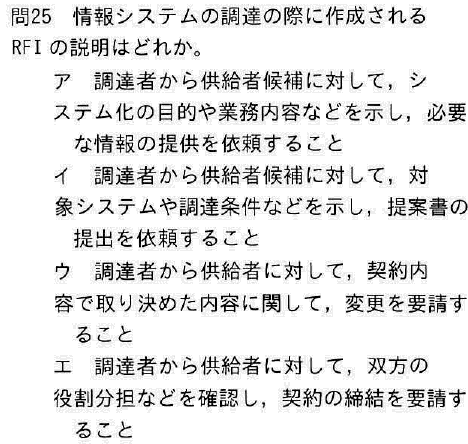 問25 情報システムの調達の際に作成される
RFIの説明はどれか。
ア 調達者から供給者候補に対して，シ
ステム化の目的や業務内容などを示し，必要
な情報の提供を依頼すること
イ 調達者から供給者候補に対して，対
象システムや調達条件などを示し，提案書の
提出を依頼すること
ウ 調達者から供給者に対して，契約内
容で取り決めた内容に関して，変更を要請す
ること
エ 調達者から供給者に対して，双方の
役割分担などを確認し，契約の締結を要請す
ること